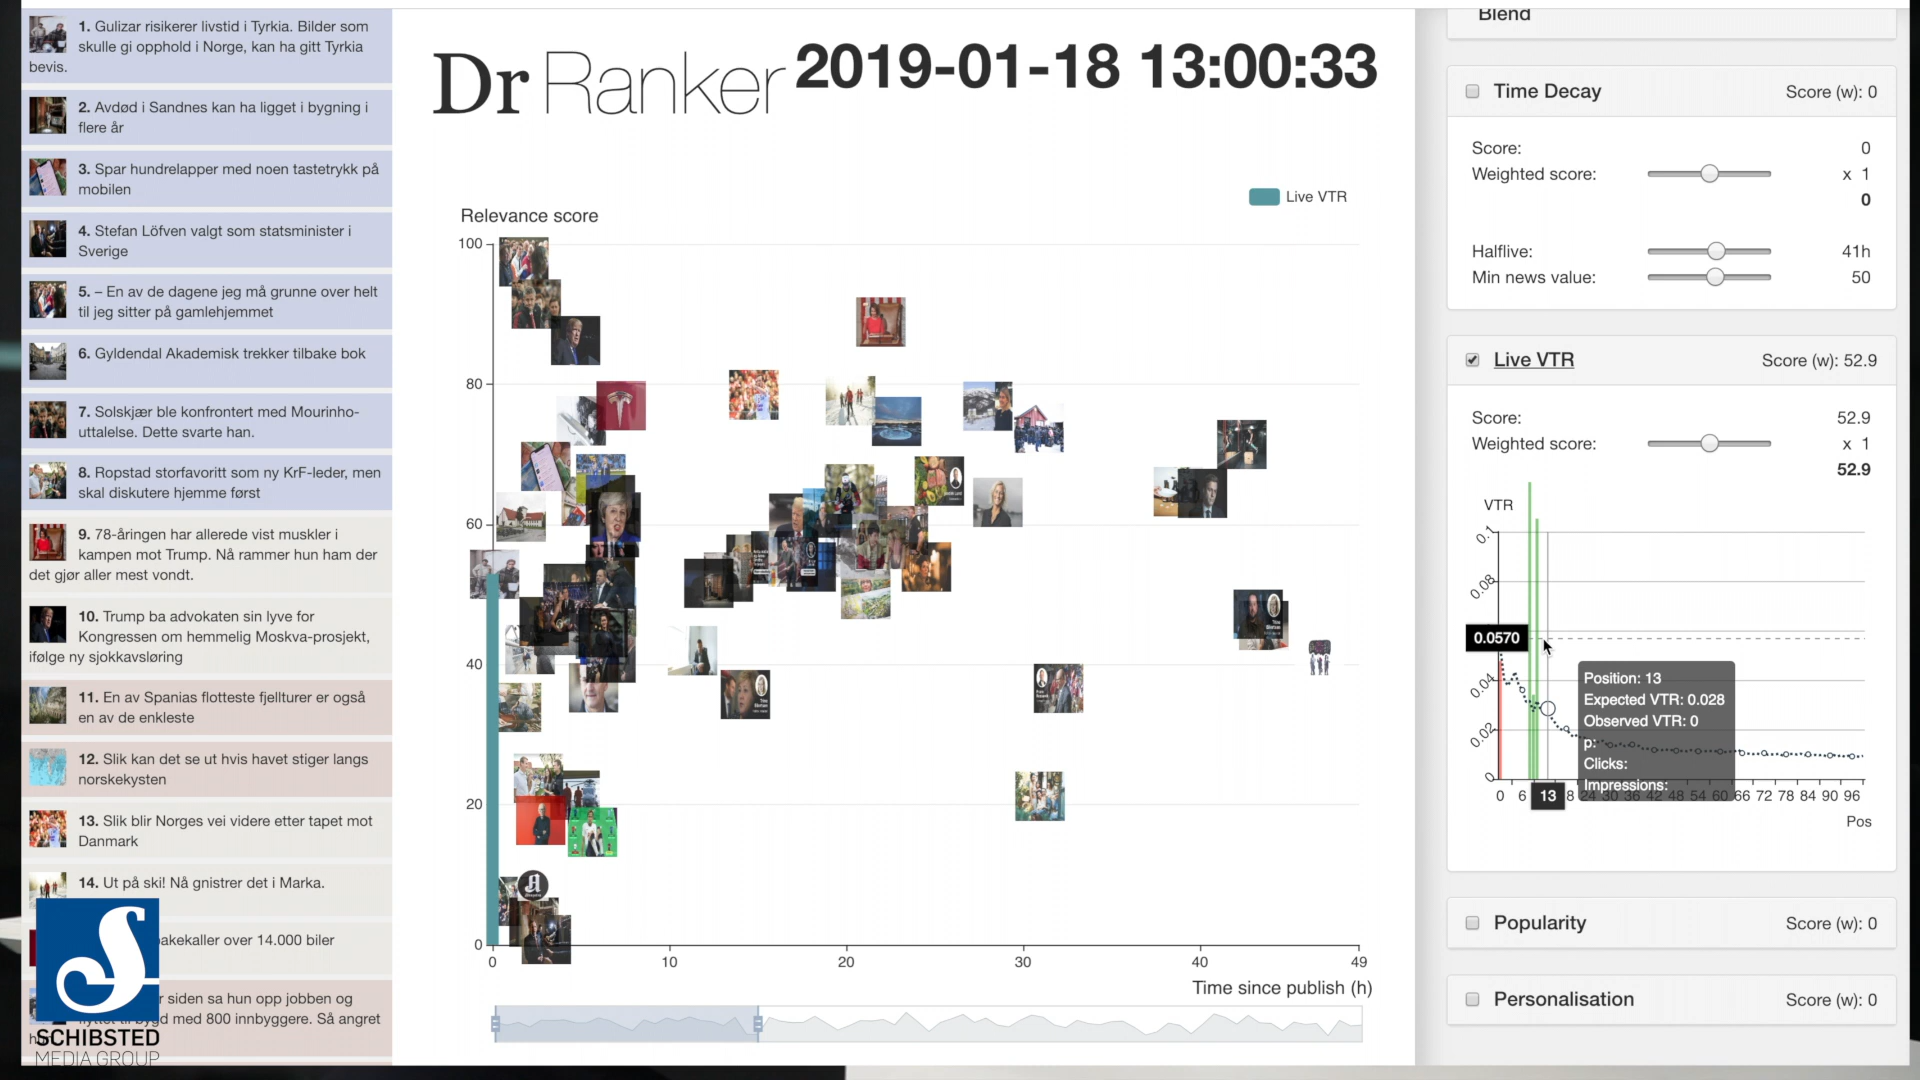 1. Gulizar risikerer livstid i Tyrkia. Bilder som
skulle gi opphold i Norge, kan ha gitt Tyrkia
bevis.
2. Avdød i Sandnes kan ha ligget i bygning i
flere år
3. Spar hundrelapper med noen tastetrykk på
mobilen
4. Stefan Löfven valgt som statsminister i
Sverige
5. – En av de dagene jeg må grunne over helt
til jeg sitter på gamlehjemmet
6. Gyldendal Akademisk trekker tilbake bok
7. Solskjær ble konfrontert med Mourinho-
uttalelse. Dette svarte han.
8. Ropstad storfavoritt som ny KrF-leder, men
skal diskutere hjemme først
9. 78-åringen har allerede vist muskler i
kampen mot Trump. Nå rammer hun ham der
det gjør aller mest vondt.
10. Trump ba advokaten sin lyve for
Kongressen om hemmelig Moskva-prosjekt,
ifølge ny sjokkavsløring
11. En av Spanias flotteste fjellturer er også
en av de enkleste
12. Slik kan det se ut hvis havet stiger langs
norskekysten
13. Slik blir Norges vei videre etter tapet mot
Danmark
14. Ut på ski! Nå gnistrer det i Marka.
over 14.000 biler
siden sa hun opp jobben og
med 800 innbyggere. Så angret
SCHIBSTED
MEDIA GROUP
Dr Ranker
2019-01-18 13:00:33
Live VTR
Relevance score
100
80
60
40
20
0
0 10 20 30 40 49
Time since publish (h)
Blend
Time Decay Score (w): 0
Score: 0
Weighted score: x 1
0
Halflive: 41h
Min news value: 50
Live VTR Score (w): 52.9
Score: 52.9
Weighted score: x 1
52.9
VTR
0.1
0.08
0.0570
0.04
0.02
0
Position: 13
Expected VTR: 0.028
Observed VTR: 0
p:
Clicks:
Impressions:
0 6 13 8 24 30 36 42 48 54 60 66 72 78 84 90 96
Pos
Popularity Score (w): 0
Personalisation Score (w): 0